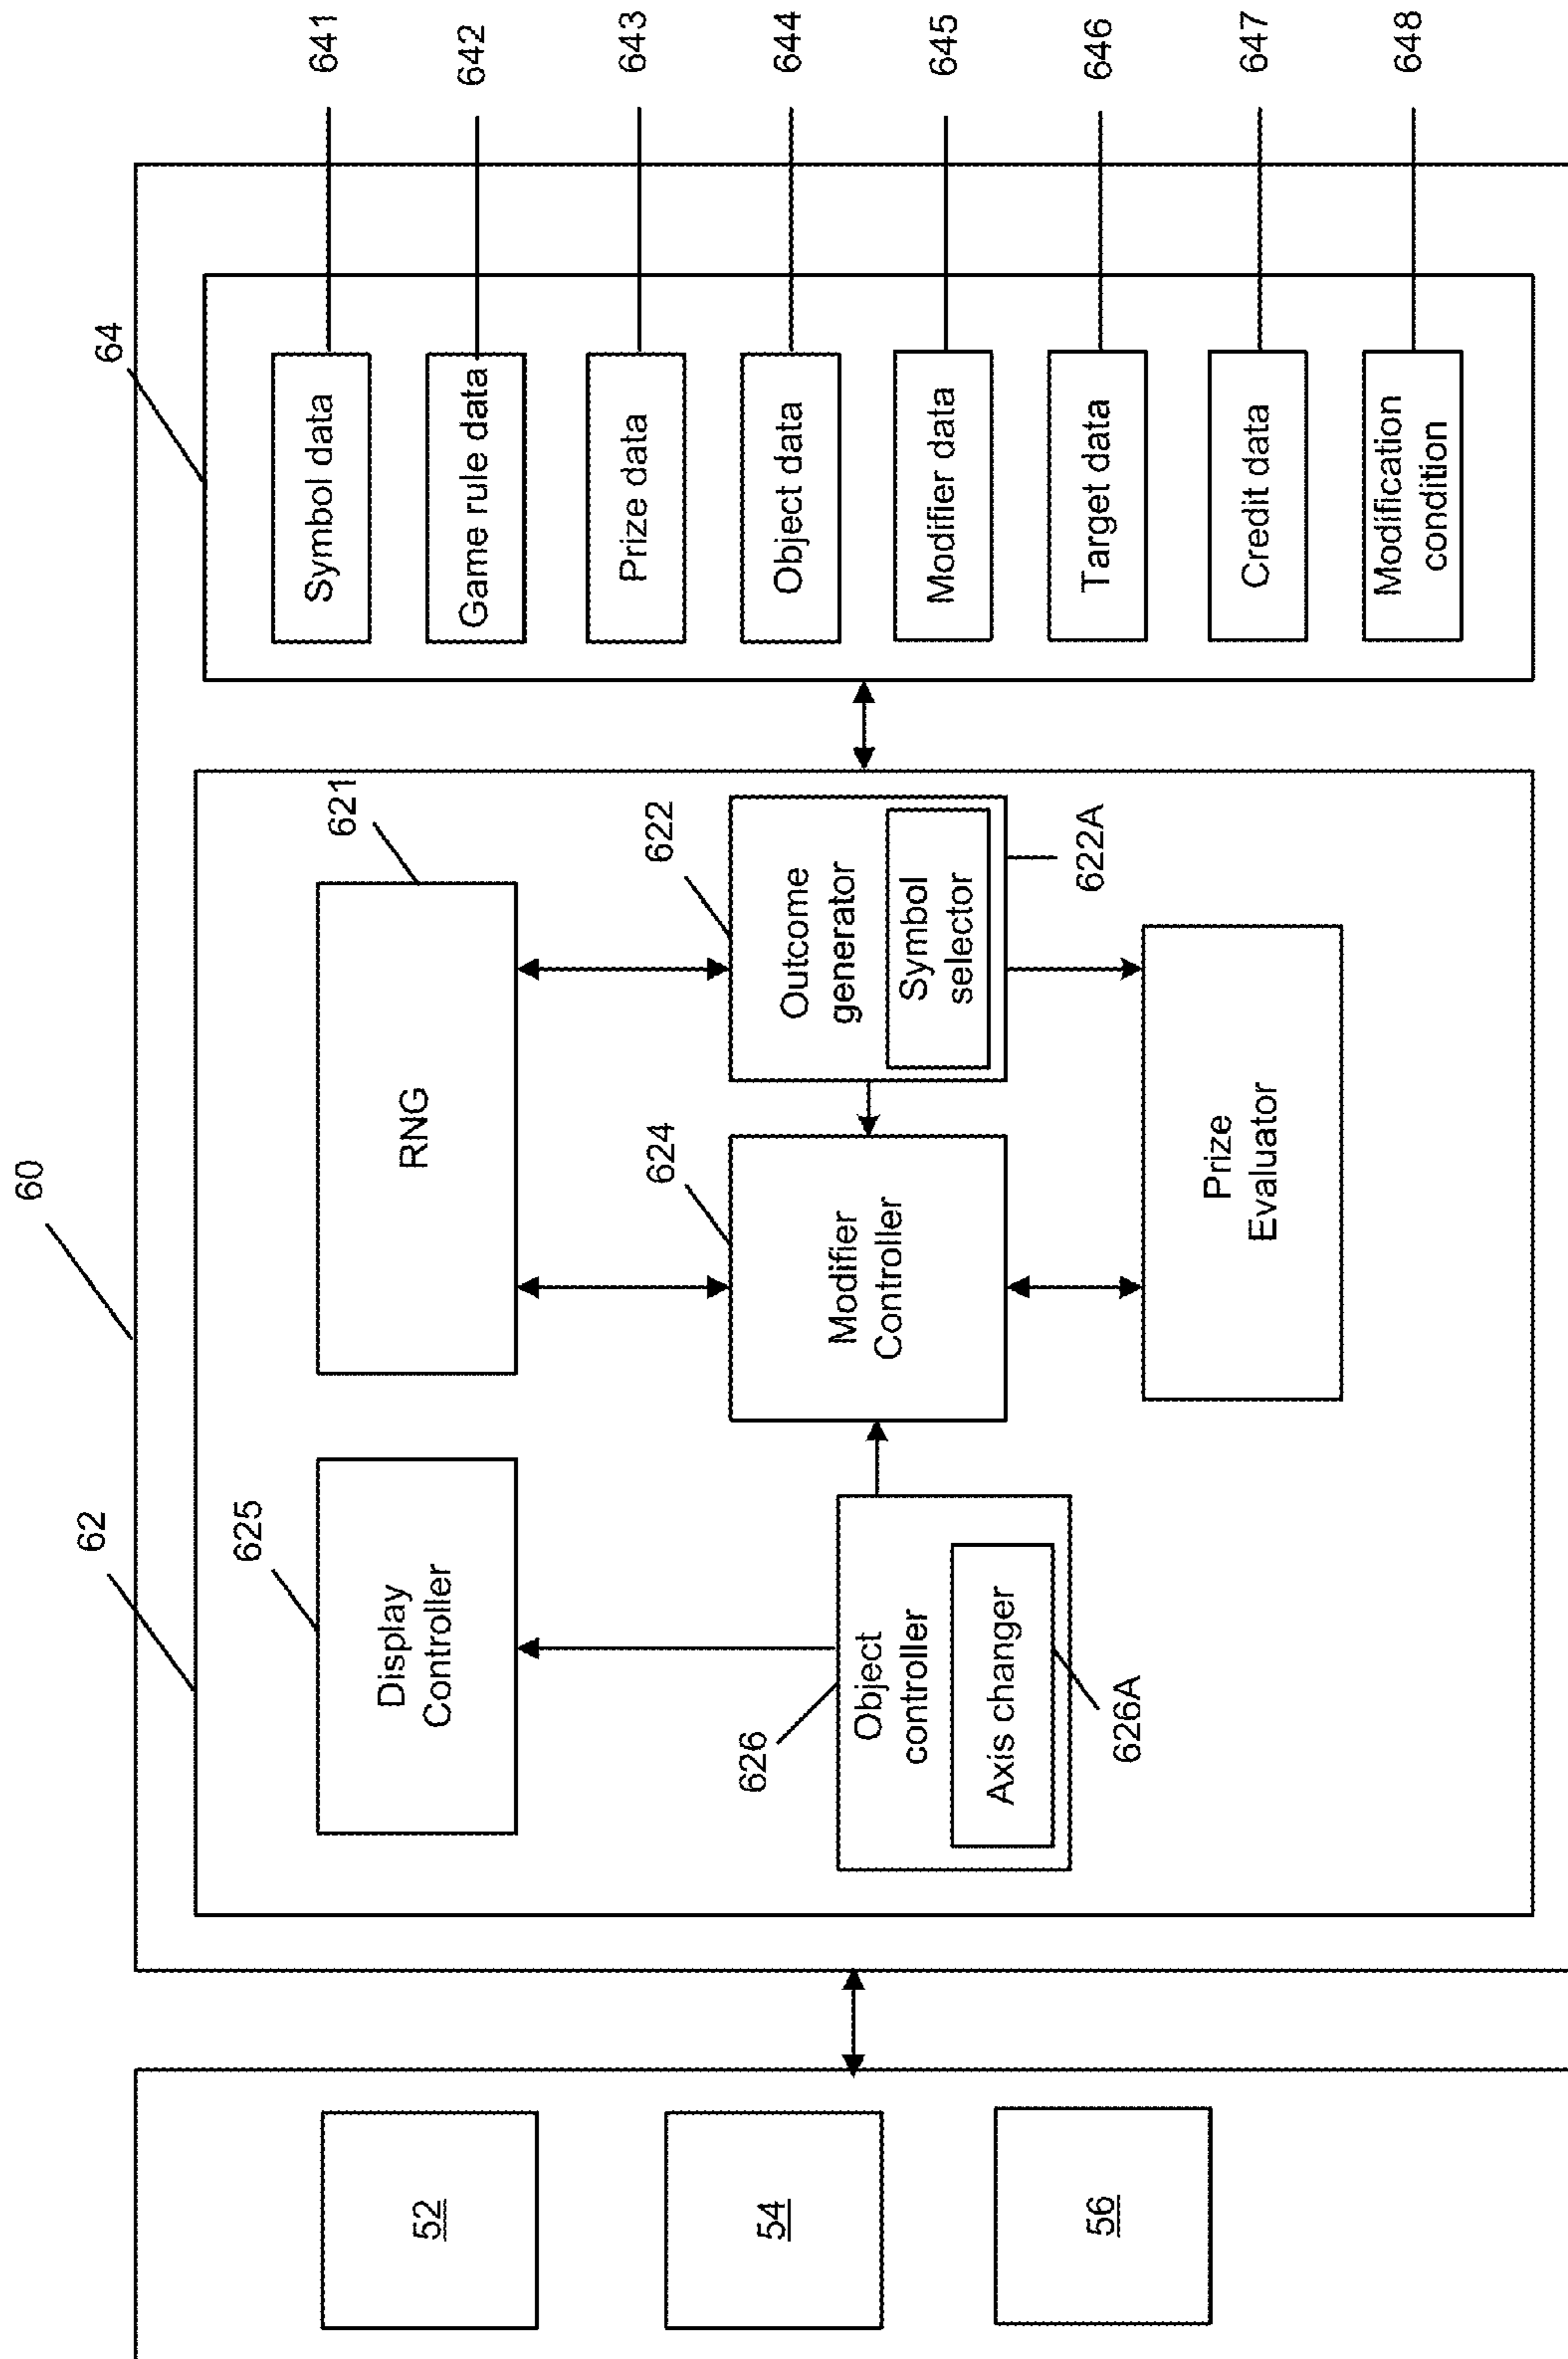 60
62
64
52
54
56
625
Display
Controller
RNG
621
626
Object
controller
Axis changer
626A
624
Modifier
Controller
622
Outcome
generator
Symbol
selector
622A
Prize
Evaluator
Symbol data
641
Game rule data
642
Prize data
643
Object data
644
Modifier data
645
Target data
646
Credit data
647
Modification
condition
648